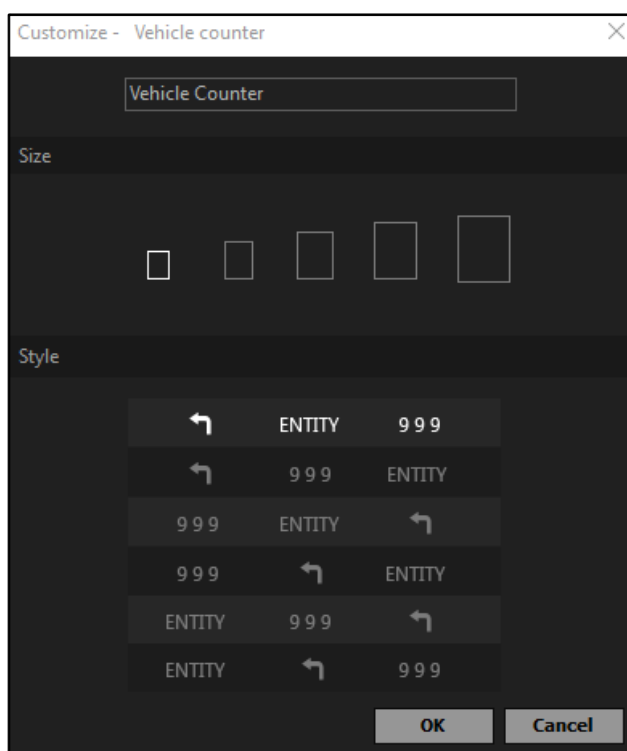 Customize - Vehicle counter
Vehicle Counter
Size
Style
ENTITY 999
999 ENTITY
999 ENTITY
999 ENTITY
ENTITY 999
ENTITY 999
OK Cancel